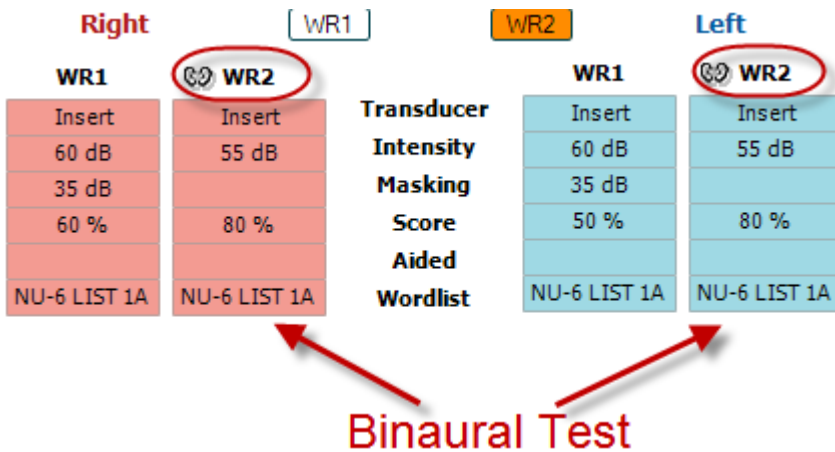 Right WR1 WR2 Left
WR1 WR2 WR1 WR2
Insert Insert Transducer Insert Insert
60 dB 55 dB Intensity 60 dB 55 dB
35 dB Masking 35 dB
60 % 80 % Score 50 % 80 %
Aided
NU-6 LIST 1A NU-6 LIST 1A Wordlist NU-6 LIST 1A NU-6 LIST 1A
Binaural Test